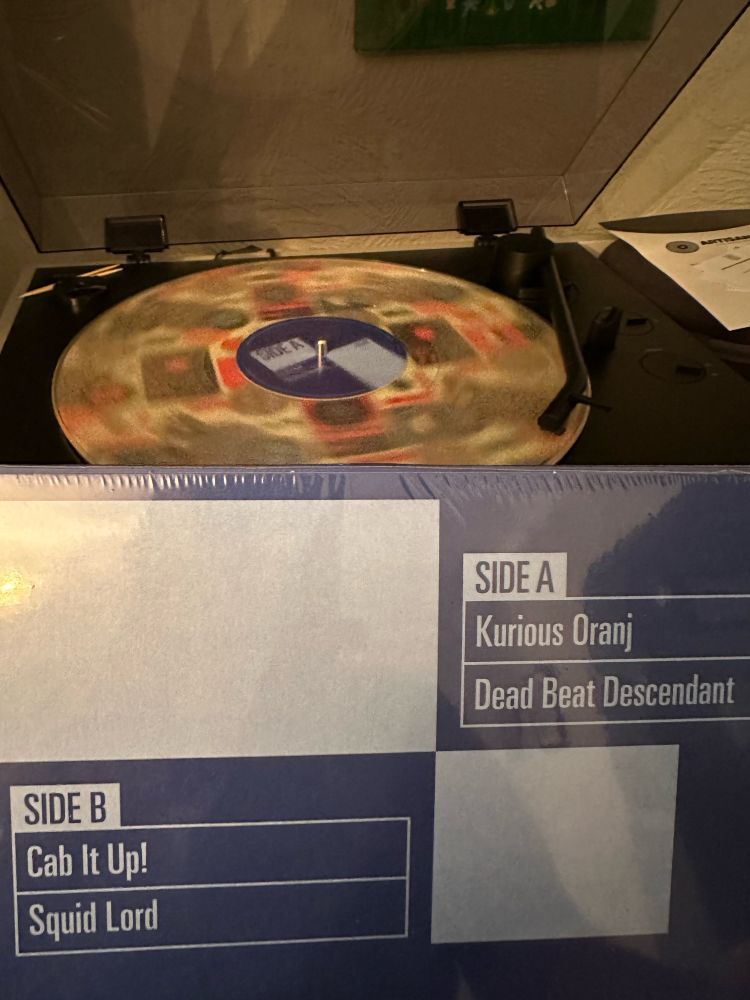 SIDE A
SIDE A
Kurious Oranj
Dead Beat Descendant
SIDE B
Cab It Up!
Squid Lord